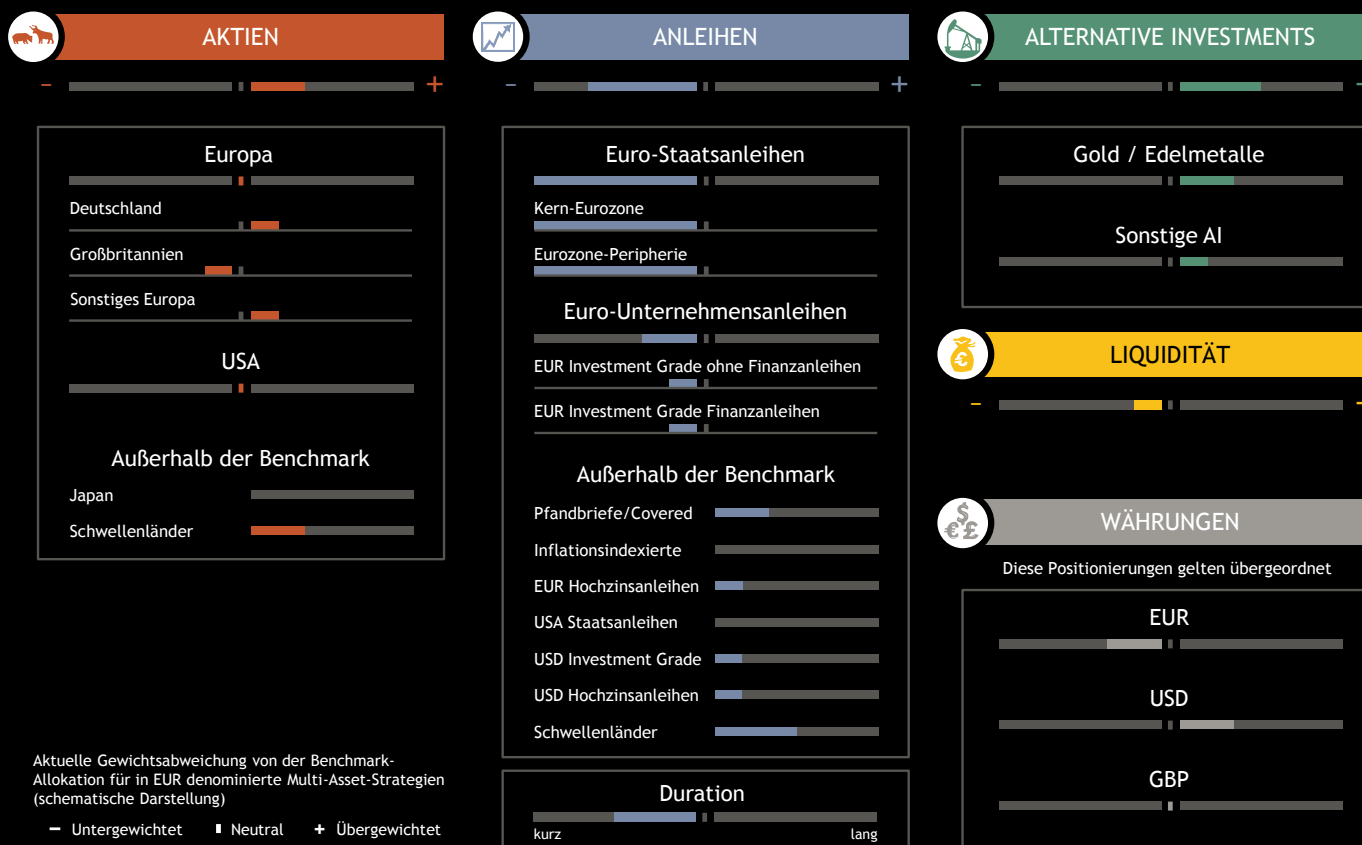 AKTIEN
- +
Europa
Deutschland
Großbritannien
Sonstiges Europa
USA
Außerhalb der Benchmark
Japan
Schwellenländer
Aktuelle Gewichtsabweichung von der Benchmark-
Allokation für in EUR denominierte Multi-Asset-Strategien
(schematische Darstellung)
− Untergewichtet Neutral + Übergewichtet
ANLEIHEN
- +
Euro-Staatsanleihen
Kern-Eurozone
Eurozone-Peripherie
Euro-Unternehmensanleihen
EUR Investment Grade ohne Finanzanleihen
EUR Investment Grade Finanzanleihen
Außerhalb der Benchmark
Pfandbriefe/Covered
Inflationsindexierte
EUR Hochzinsanleihen
USA Staatsanleihen
USD Investment Grade
USD Hochzinsanleihen
Schwellenländer
Duration
kurz lang
ALTERNATIVE INVESTMENTS
- +
Gold / Edelmetalle
Sonstige AI
€
LIQUIDITÄT
- +
$
€£
WÄHRUNGEN
Diese Positionierungen gelten übergeordnet
EUR
USD
GBP